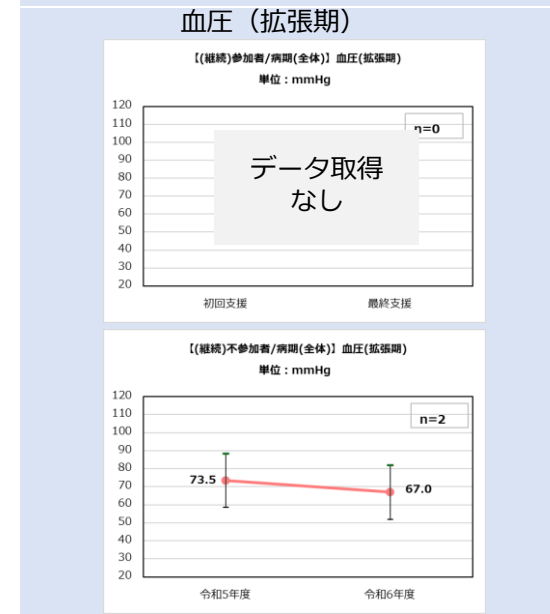 血圧（拡張期）
【(継続)参加者/病期(全体)】血圧(拡張期)
単位：mmHg
120
110
100
90
80
70
60
50
40
30
20
n=0
データ取得
なし
初回支援
最終支援
【(継続)不参加者/病期(全体)】血圧(拡張期)
単位：mmHg
120
110
100
90
80
70
60
50
40
30
20
n=2
73.5
67.0
令和5年度
令和6年度